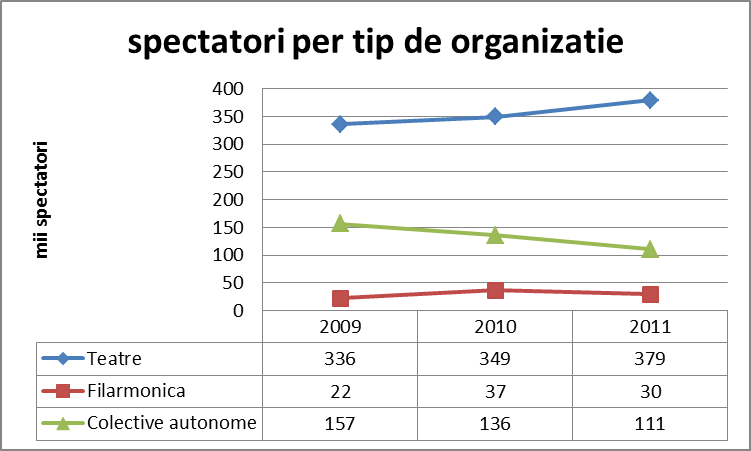 spectatori per tip de organizatie
mii spectatori
400
350
300
250
200
150
100
50
0
2009 2010 2011
Teatre 336 349 379
Filarmonica 22 37 30
Colective autonome 157 136 111